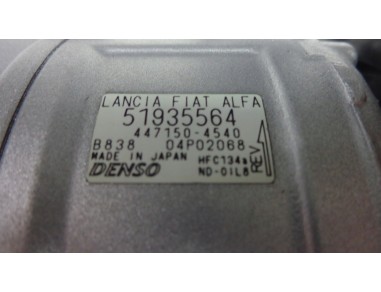 LANCIA FIAT ALFA
51935564
447150-4540
B838 04P02068
MADE IN JAPAN HFC134a
DENSO ND-OIL8
REV